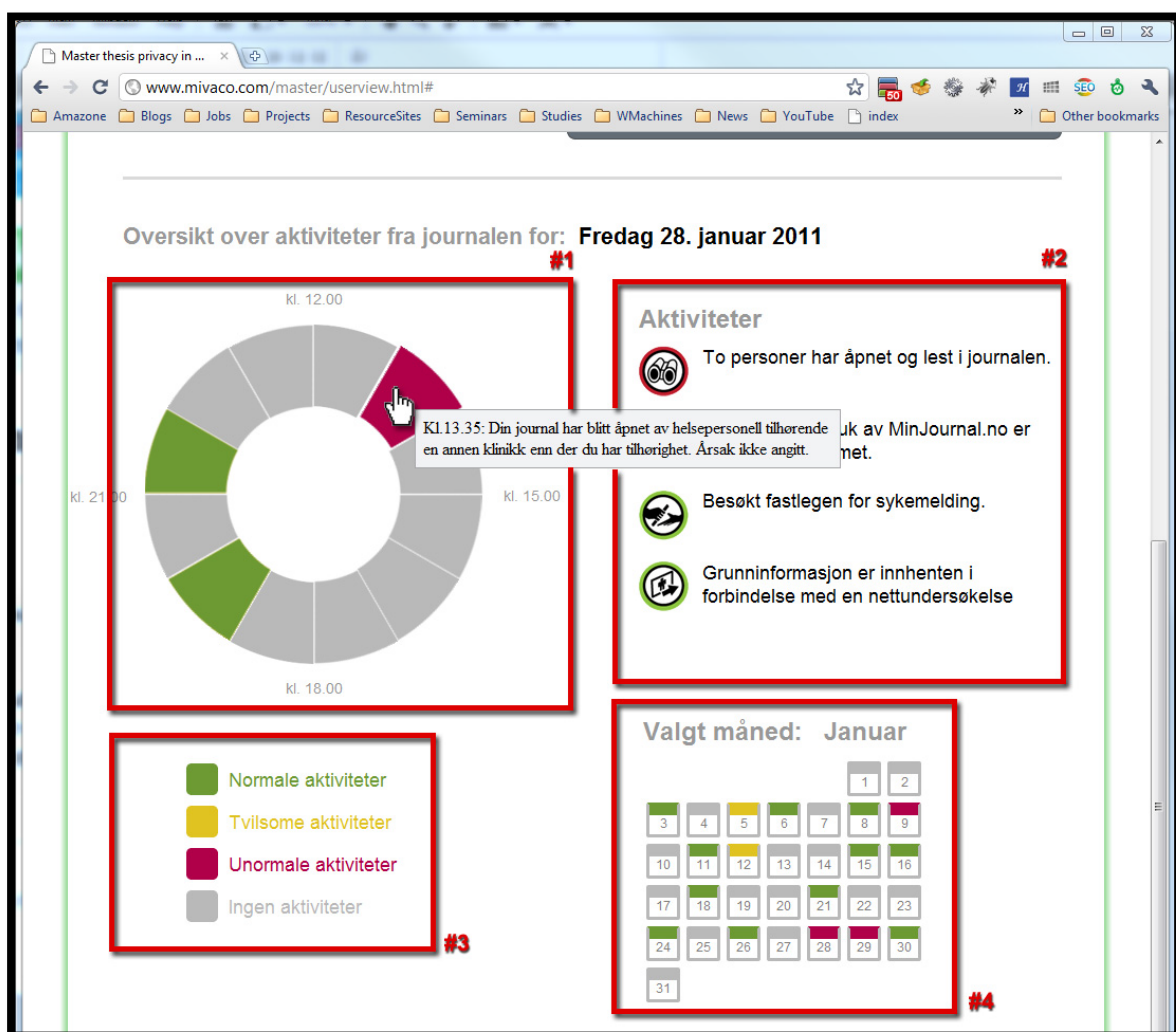 Master thesis privacy in ...
www.mivaco.com/master/userview.html#
50
SEO
Amazone Blogs Jobs Projects ResourceSites Seminars Studies WMachines News YouTube index » Other bookmarks
Oversikt over aktiviteter fra journalen for: Fredag 28. januar 2011
#1
kl. 12.00
kl. 15.00
kl. 18.00
kl. 21.00
Kl.13.35: Din journal har blitt åpnet av helsepersonell tilhørende
en annen klinikk enn der du har tilhørighet. Årsak ikke angitt.
#2
Aktiviteter
To personer har åpnet og lest i journalen.
av MinJournal.no er
Besøkt fastlegen for sykemelding.
Grunninformasjon er innhenten i
forbindelse med en nettundersøkelse
Normale aktiviteter
Tvilsome aktiviteter
Unormale aktiviteter
Ingen aktiviteter
#3
Valgt måned: Januar
1 2
3 4 5 6 7 8 9
10 11 12 13 14 15 16
17 18 19 20 21 22 23
24 25 26 27 28 29 30
31
#4